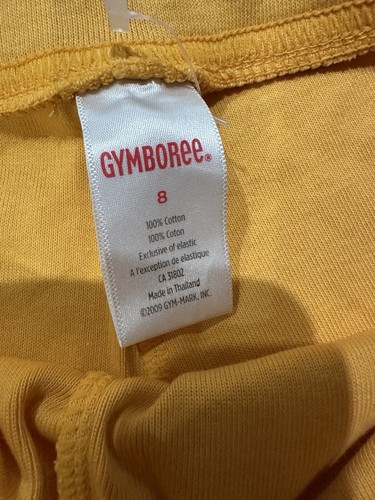 GYMBOREE®
8
100% Cotton
100% Coton
Exclusive of elastic
A l'exception de elastique
CA 31802
Made in Thailand
©2009 GYM-MARK, INC.